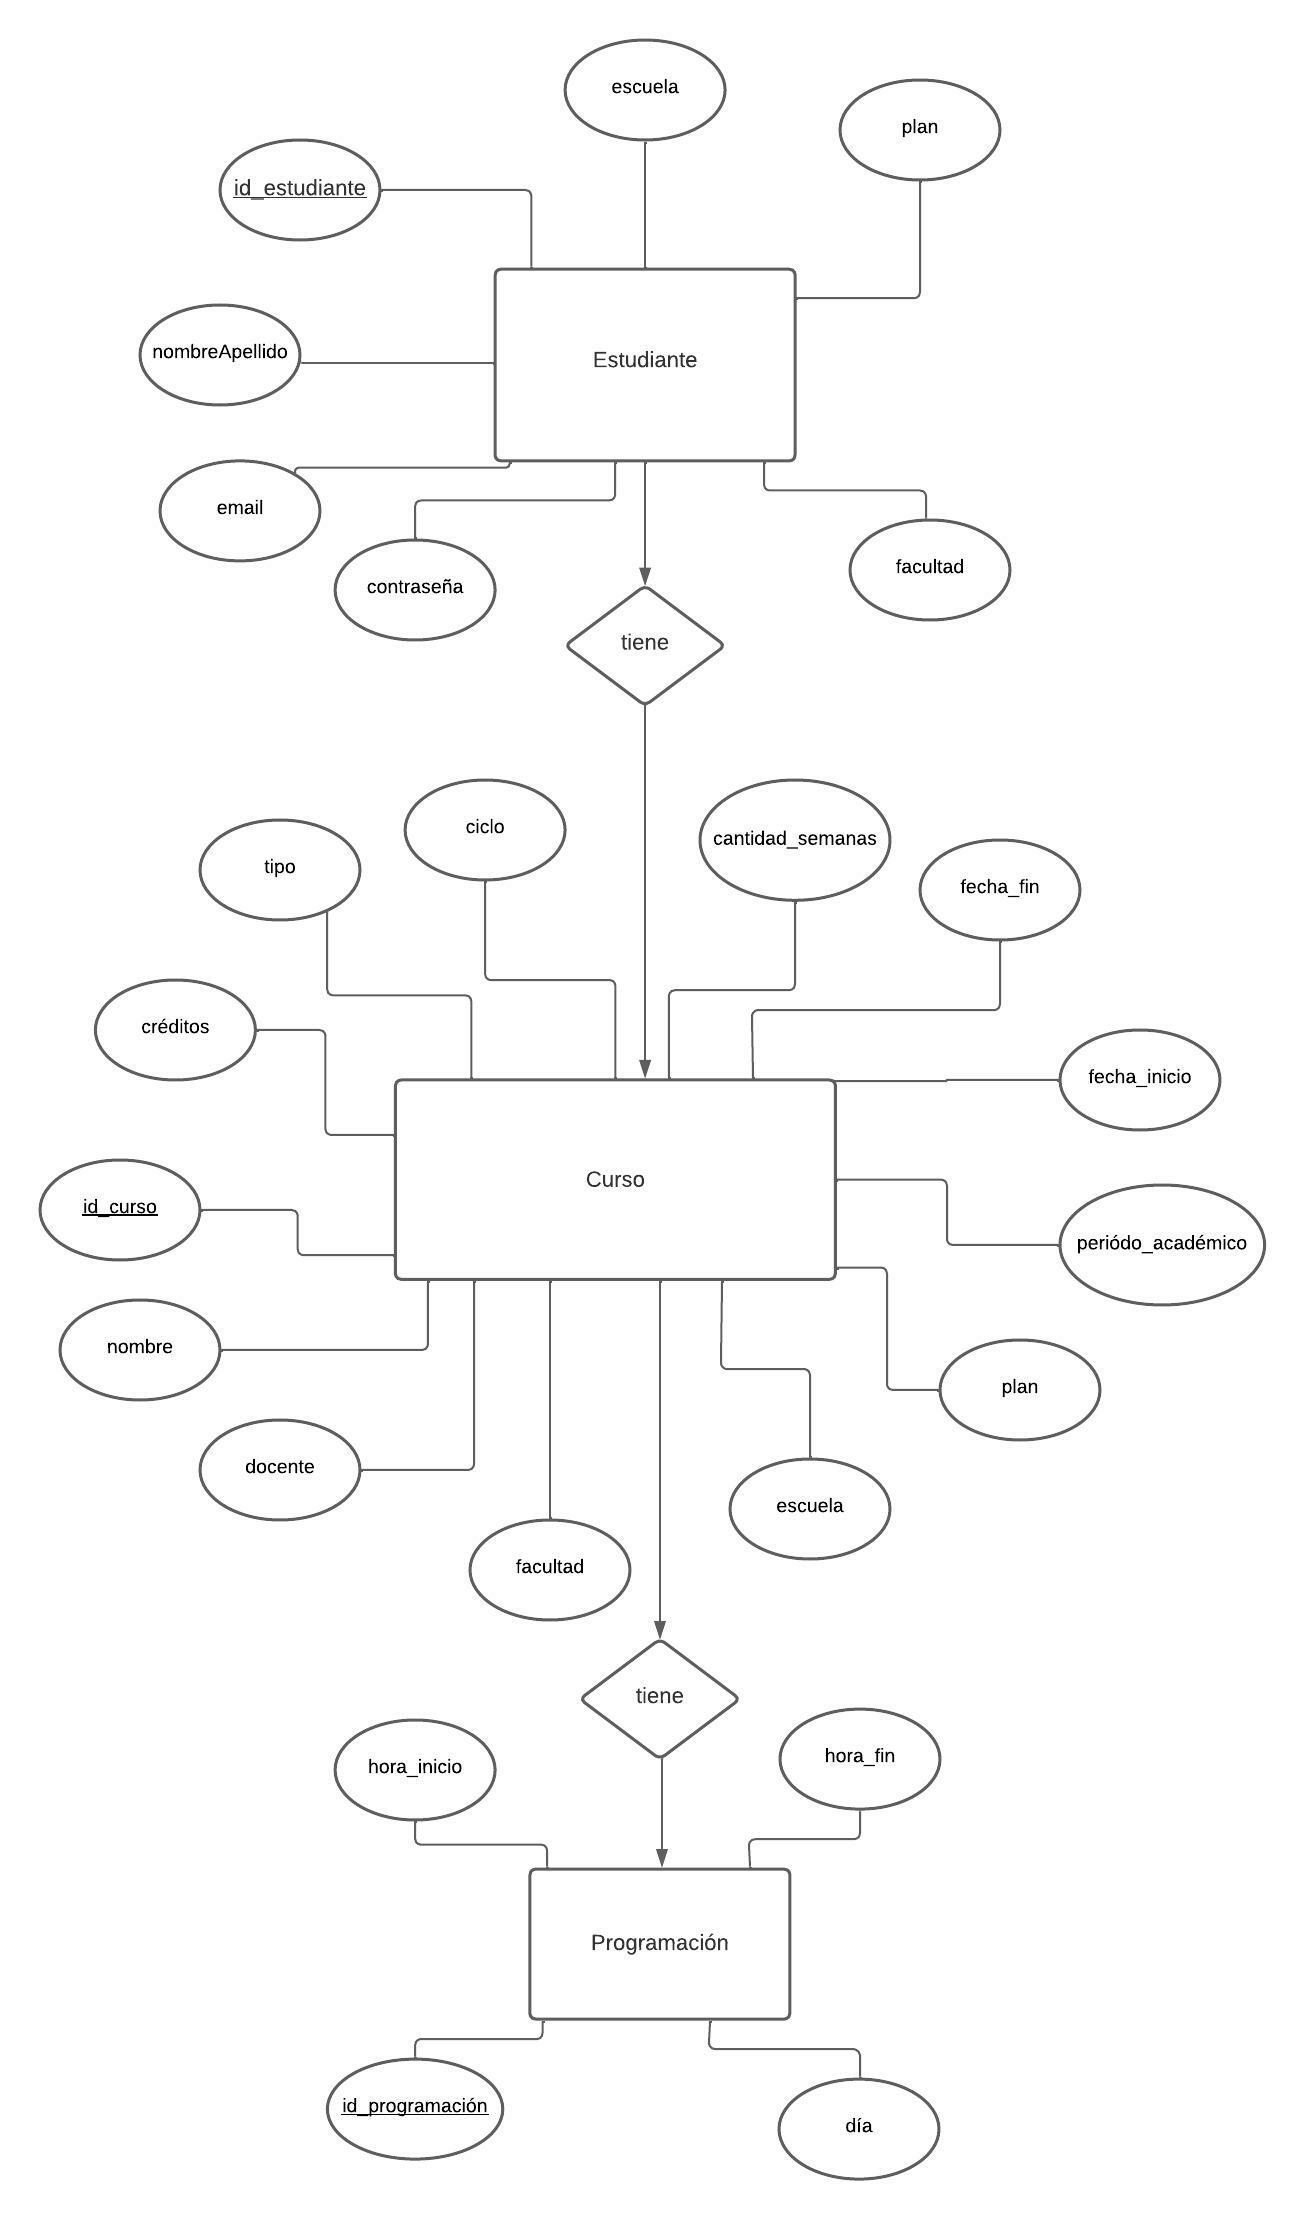 escuela
plan
id_estudiante
nombreApellido
Estudiante
email
contraseña
facultad
tiene
ciclo
cantidad_semanas
tipo
fecha_fin
créditos
fecha_inicio
Curso
id_curso
periódo_académico
nombre
plan
docente
escuela
facultad
tiene
hora_inicio
hora_fin
Programación
id_programación
día